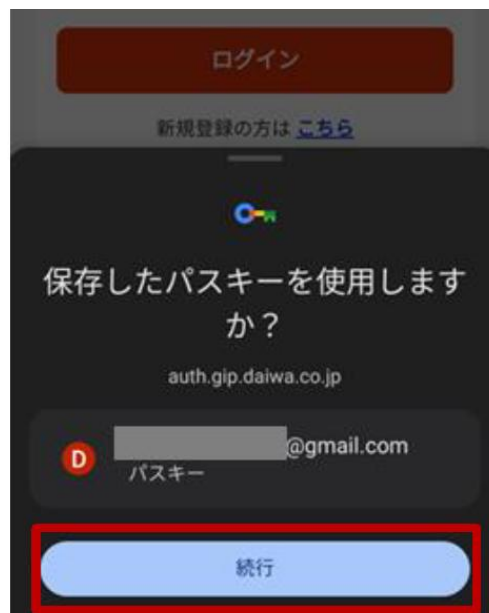 ログイン
新規登録の方は こちら
保存したパスキーを使用します
か？
auth.gip.daiwa.co.jp
D
@gmail.com
パスキー
続行